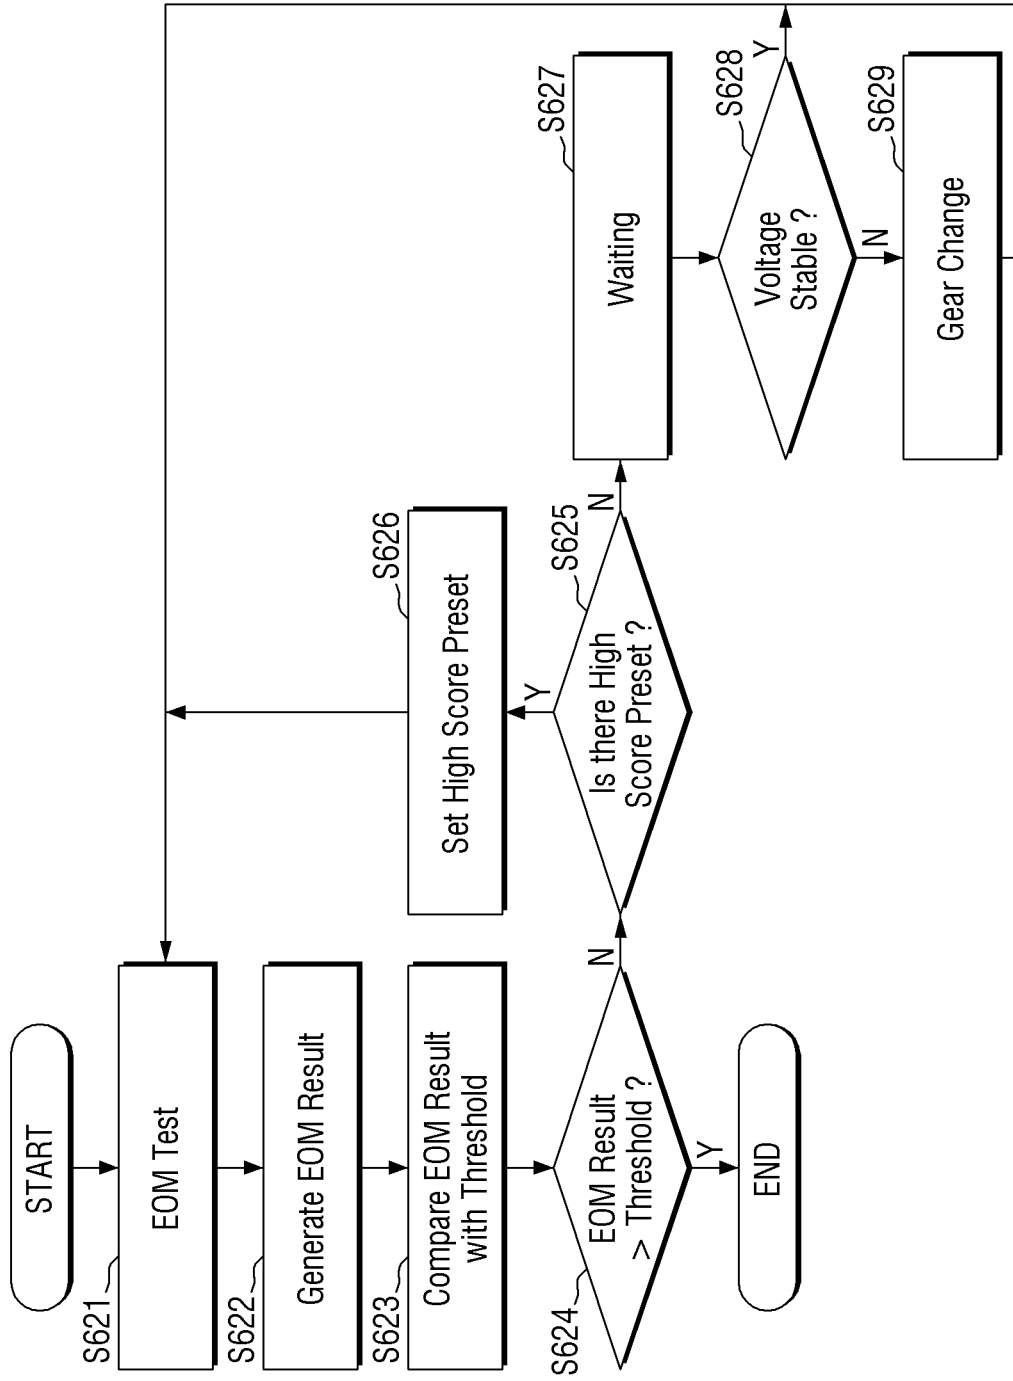 START
S621
EOM Test
S622
Generate EOM Result
S623
Compare EOM Result
with Threshold
S624
EOM Result
> Threshold ?
Y
END
N
S625
Is there High
Score Preset ?
Y
S626
Set High Score Preset
N
S627
Waiting
S628
Voltage
Stable ?
Y
N
S629
Gear Change